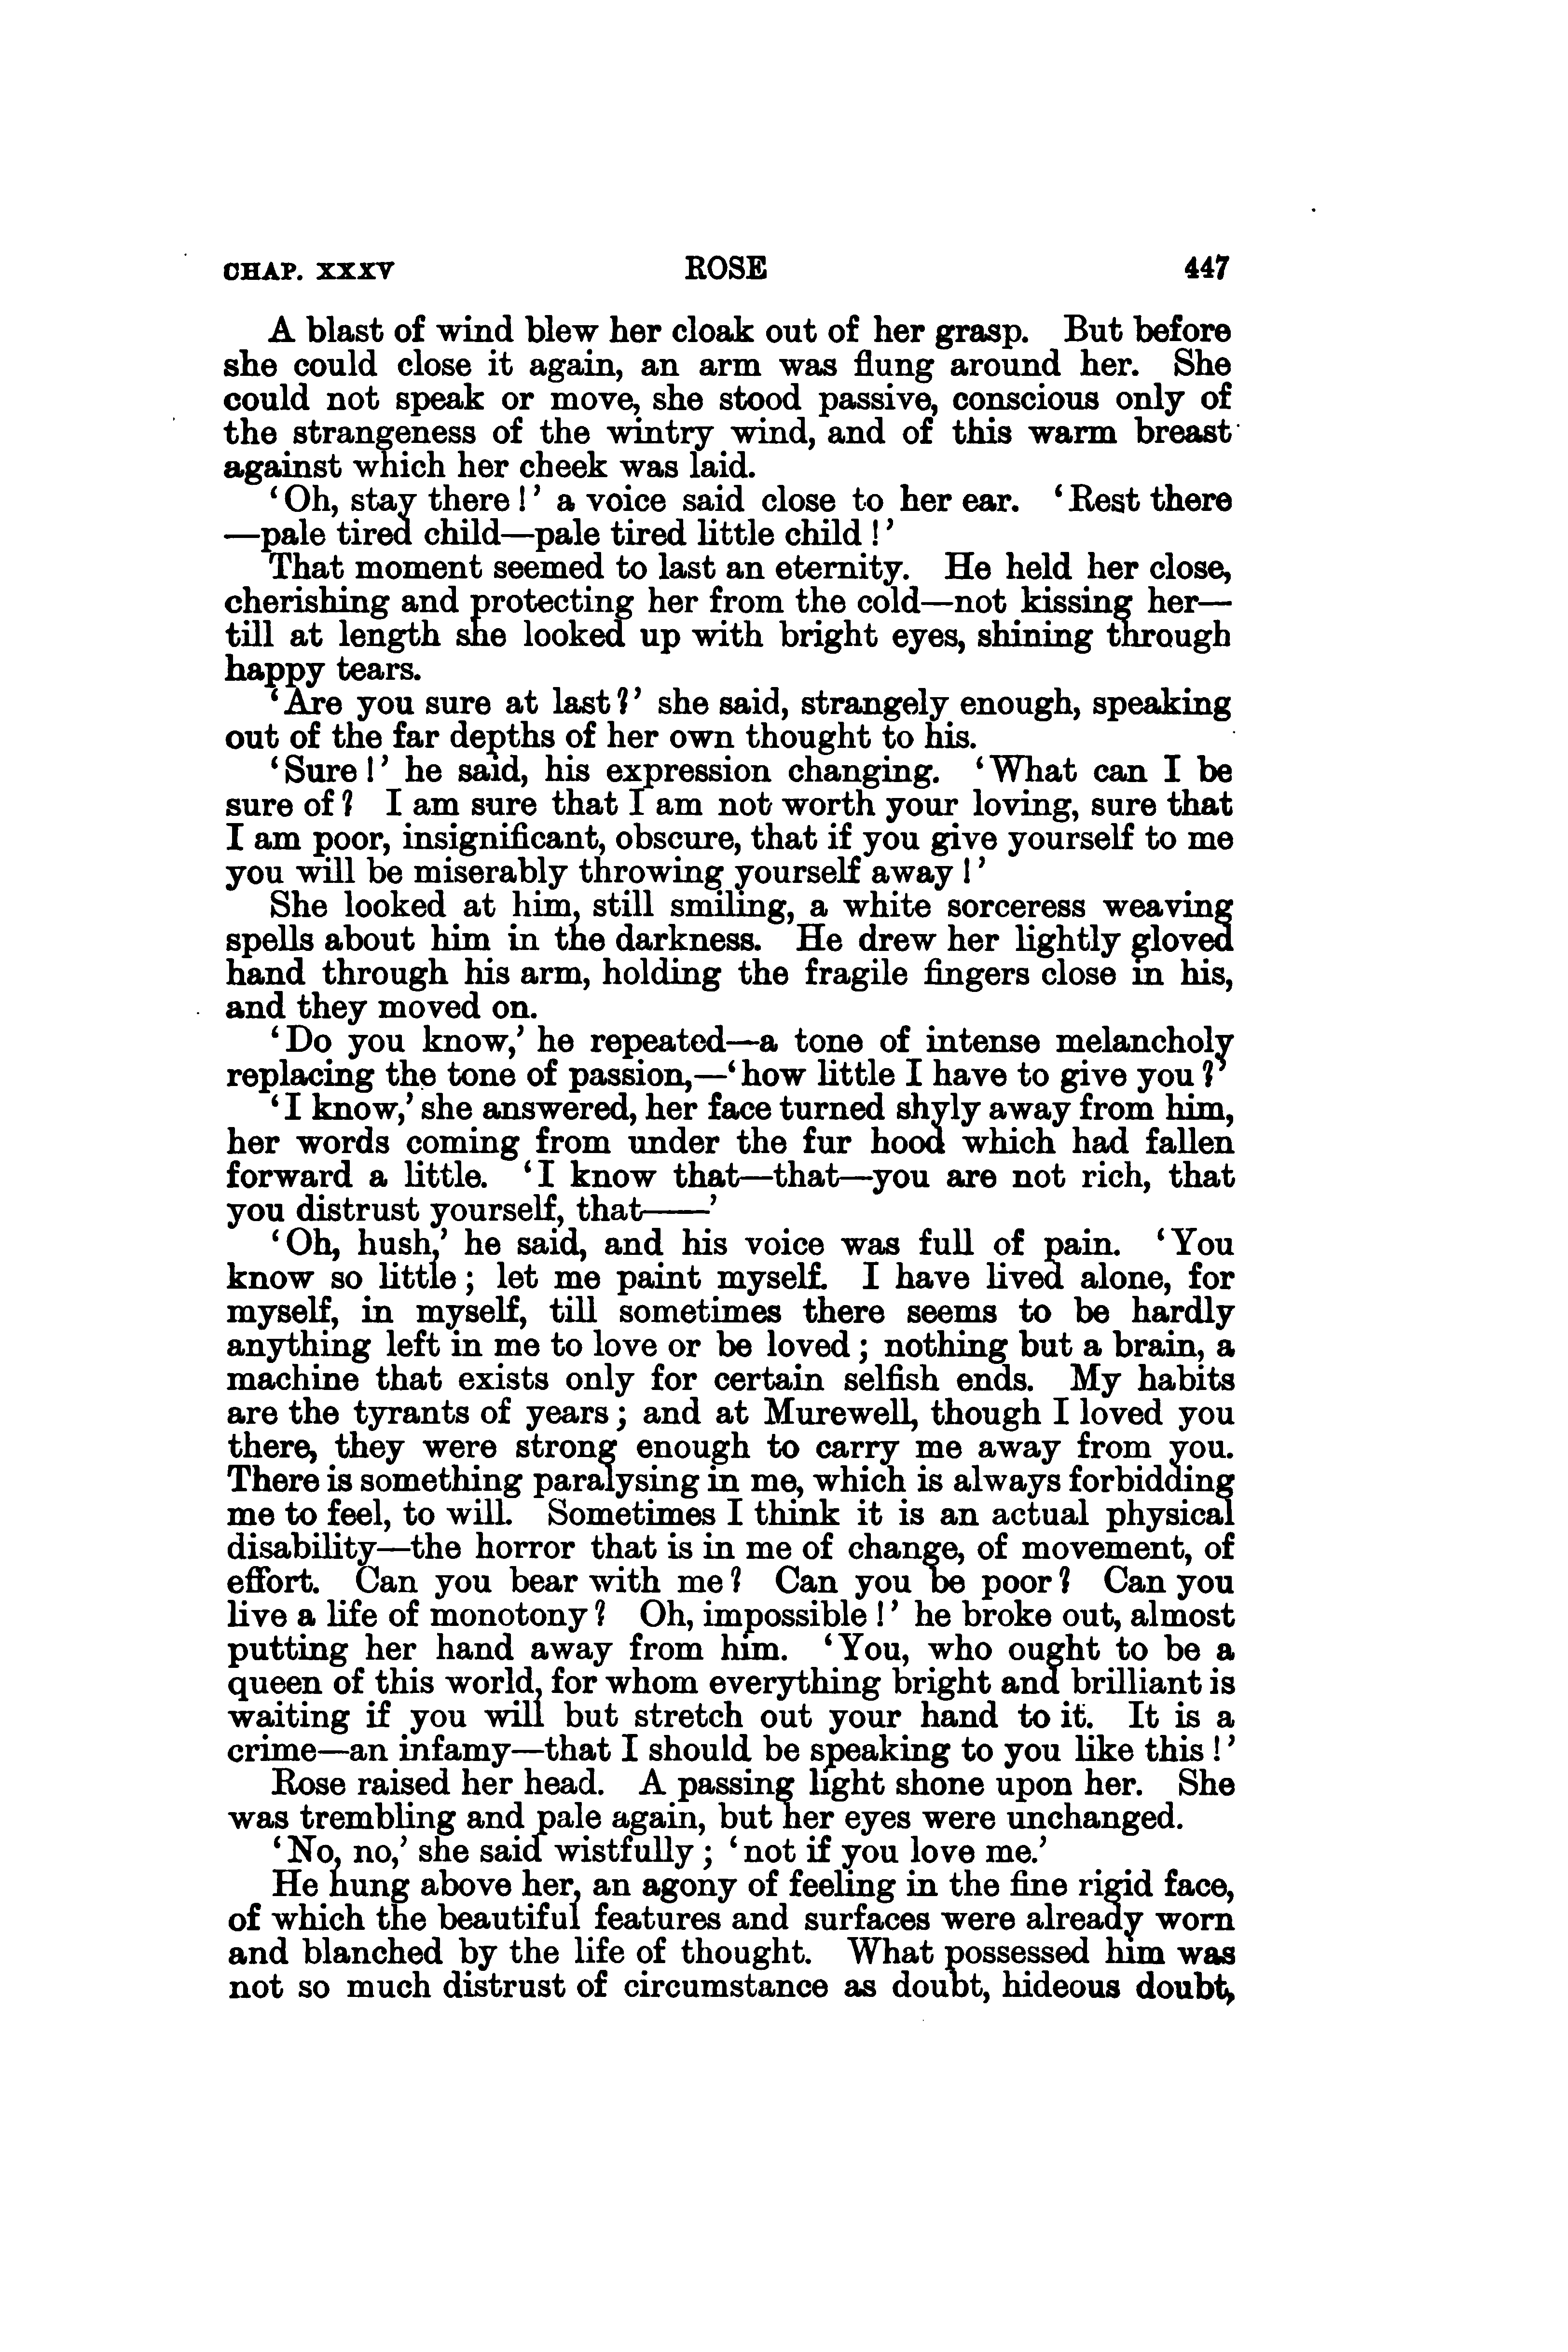 CHAP. XXXV ROSE 447
A blast of wind blew her cloak out of her grasp. But before
she could close it again, an arm was flung around her. She
could not speak or move, she stood passive, conscious only of
the strangeness of the wintry wind, and of this warm breast
against which her cheek was laid.
‘Oh, stay there!’ a voice said close to her ear. ‘Rest there
—pale tired child—pale tired little child!’
That moment seemed to last an eternity. He held her close,
cherishing and protecting her from the cold—not kissing her—
till at length she looked up with bright eyes, shining through
happy tears.
‘Are you sure at last?’ she said, strangely enough, speaking
out of the far depths of her own thought to his.
‘Sure!’ he said, his expression changing. ‘What can I be
sure of? I am sure that I am not worth your loving, sure that
I am poor, insignificant, obscure, that if you give yourself to me
you will be miserably throwing yourself away!’
She looked at him, still smiling, a white sorceress weaving
spells about him in the darkness. He drew her lightly gloved
hand through his arm, holding the fragile fingers close in his,
and they moved on.
‘Do you know,’ he repeated—a tone of intense melancholy
replacing the tone of passion,—‘how little I have to give you?’
‘I know,’ she answered, her face turned shyly away from him,
her words coming from under the fur hood which had fallen
forward a little. ‘I know that—that—you are not rich, that
you distrust yourself, that——’
‘Oh, hush,’ he said, and his voice was full of pain. ‘You
know so little; let me paint myself. I have lived alone, for
myself, in myself, till sometimes there seems to be hardly
anything left in me to love or be loved; nothing but a brain, a
machine that exists only for certain selfish ends. My habits
are the tyrants of years; and at Murewell, though I loved you
there, they were strong enough to carry me away from you.
There is something paralysing in me, which is always forbidding
me to feel, to will. Sometimes I think it is an actual physical
disability—the horror that is in me of change, of movement, of
effort. Can you bear with me? Can you be poor? Can you
live a life of monotony? Oh, impossible!’ he broke out, almost
putting her hand away from him. ‘You, who ought to be a
queen of this world, for whom everything bright and brilliant is
waiting if you will but stretch out your hand to it. It is a
crime—an infamy—that I should be speaking to you like this!’
Rose raised her head. A passing light shone upon her. She
was trembling and pale again, but her eyes were unchanged.
‘No, no,’ she said wistfully; ‘not if you love me.’
He hung above her, an agony of feeling in the fine rigid face,
of which the beautiful features and surfaces were already worn
and blanched by the life of thought. What possessed him was
not so much distrust of circumstance as doubt, hideous doubt,